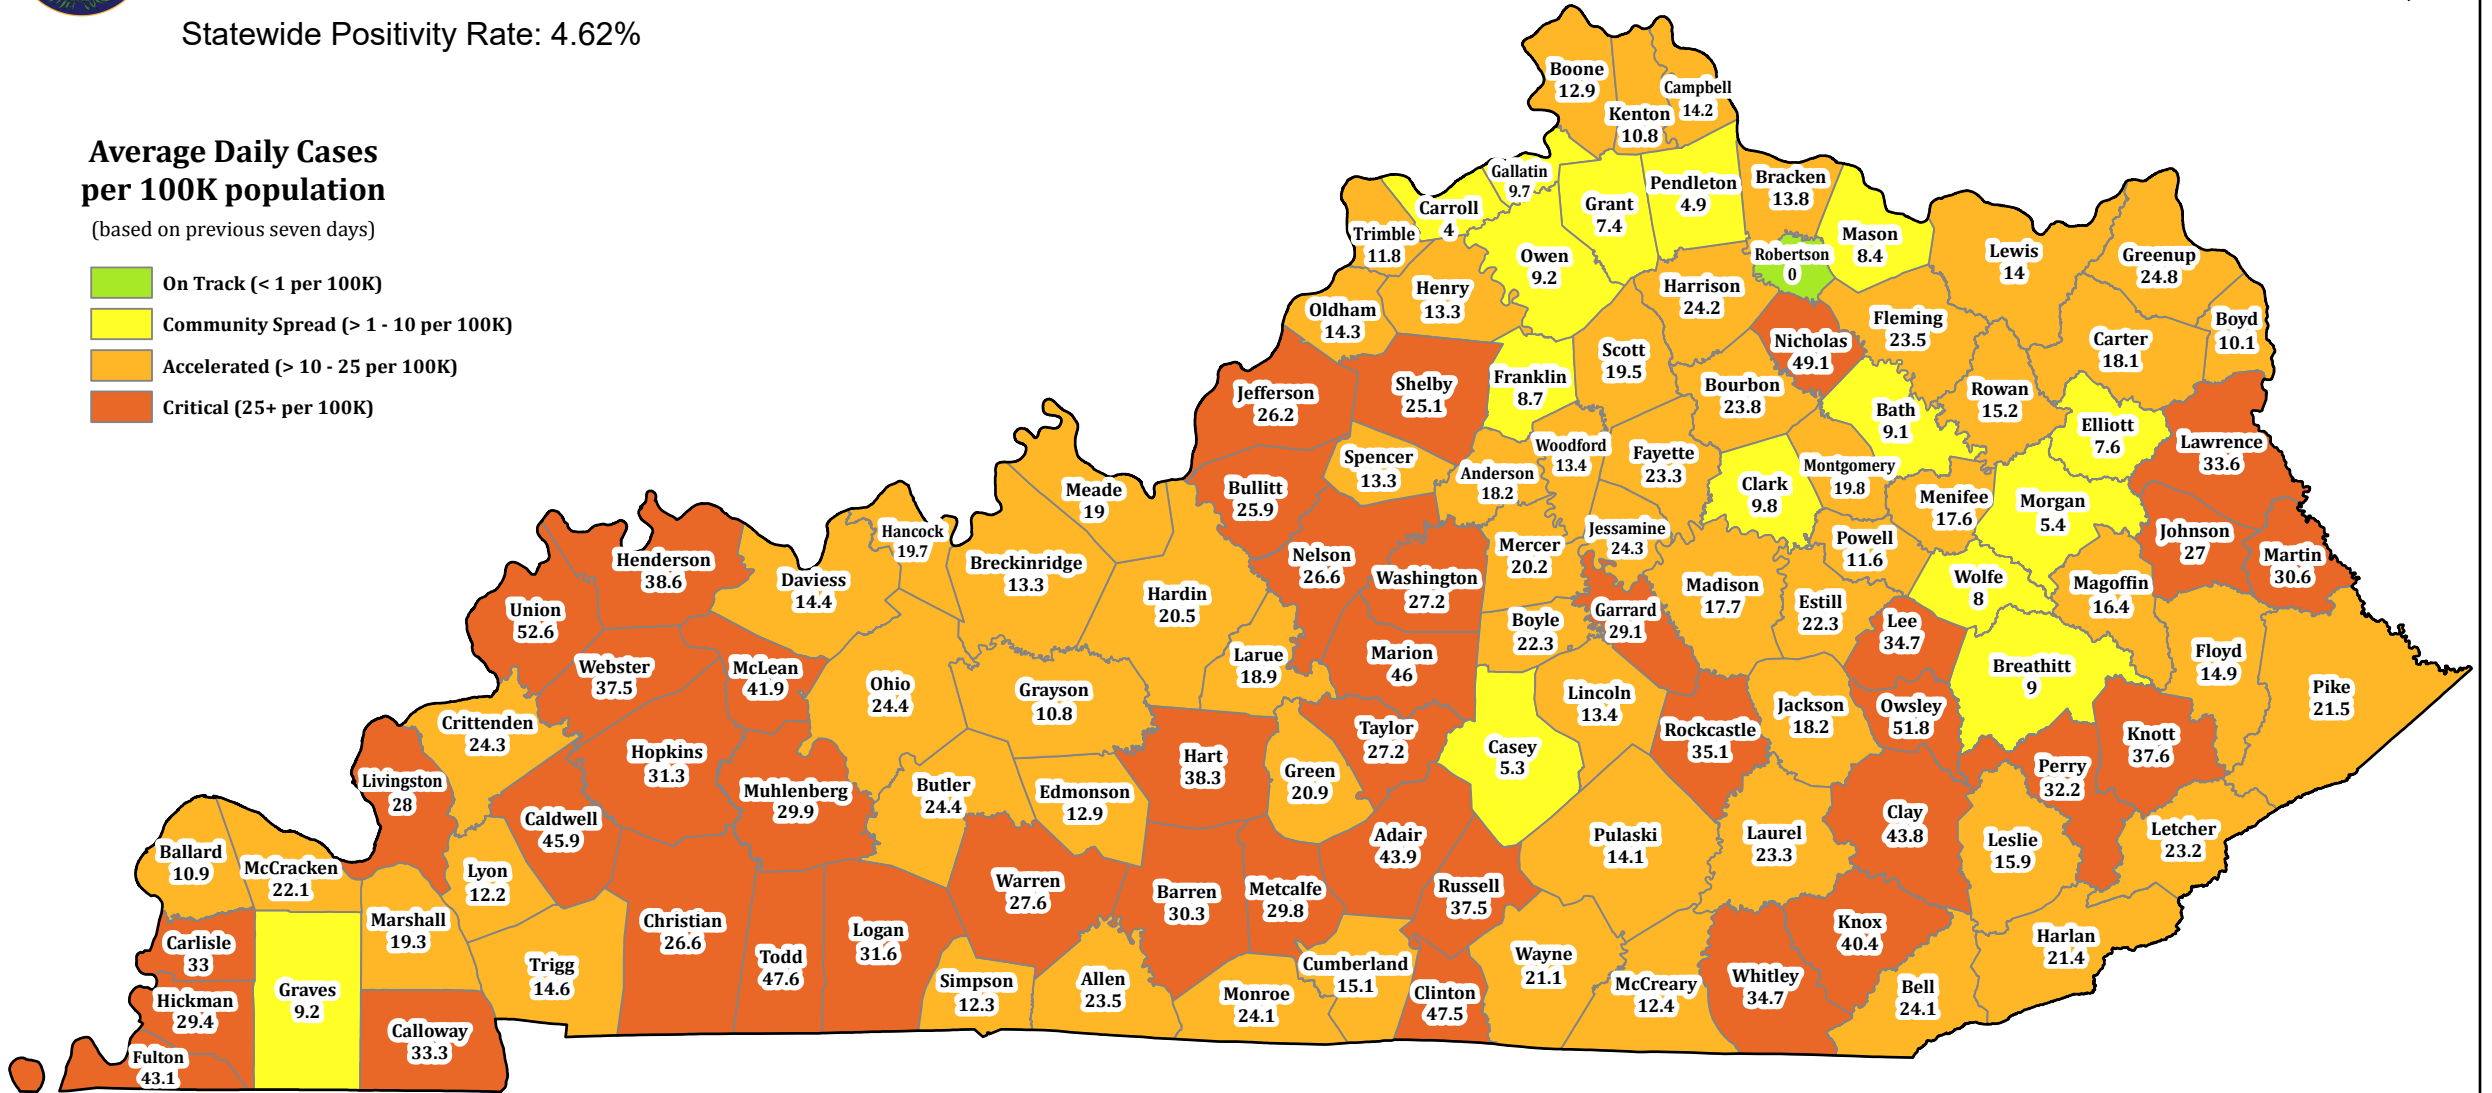 Statewide Positivity Rate: 4.62%
Average Daily Cases
per 100K population
(based on previous seven days)
On Track (< 1 per 100K)
Community Spread (> 1 - 10 per 100K)
Accelerated (> 10 - 25 per 100K)
Critical (25+ per 100K)
Boone
12.9
Kenton
10.8
Campbell
14.2
Gallatin
9.7
Carroll
4
Trimble
11.8
Grant
7.4
Pendleton
4.9
Bracken
13.8
Mason
8.4
Robertson
0
Lewis
14
Greenup
24.8
Boyd
10.1
Carter
18.1
Owen
9.2
Henry
13.3
Oldham
14.3
Harrison
24.2
Nicholas
49.1
Fleming
23.5
Rowan
15.2
Elliott
7.6
Lawrence
33.6
Jefferson
26.2
Shelby
25.1
Franklin
8.7
Scott
19.5
Bourbon
23.8
Bath
9.1
Spencer
13.3
Anderson
18.2
Woodford
13.4
Fayette
23.3
Clark
9.8
Montgomery
19.8
Menifee
17.6
Morgan
5.4
Johnson
27
Martin
30.6
Bullitt
25.9
Meade
19
Hancock
19.7
Breckinridge
13.3
Hardin
20.5
Nelson
26.6
Washington
27.2
Mercer
20.2
Jessamine
24.3
Madison
17.7
Powell
11.6
Estill
22.3
Wolfe
8
Magoffin
16.4
Floyd
14.9
Pike
21.5
Henderson
38.6
Daviess
14.4
Union
52.6
Webster
37.5
McLean
41.9
Ohio
24.4
Grayson
10.8
Larue
18.9
Marion
46
Boyle
22.3
Garrard
29.1
Lincoln
13.4
Rockcastle
35.1
Jackson
18.2
Lee
34.7
Owsley
51.8
Breathitt
9
Perry
32.2
Knott
37.6
Letcher
23.2
Crittenden
24.3
Livingston
28
Hopkins
31.3
Muhlenberg
29.9
Butler
24.4
Edmonson
12.9
Hart
38.3
Green
20.9
Taylor
27.2
Casey
5.3
Adair
43.9
Pulaski
14.1
Laurel
23.3
Clay
43.8
Leslie
15.9
Harlan
21.4
Caldwell
45.9
Lyon
12.2
Ballard
10.9
McCracken
22.1
Marshall
19.3
Carlisle
33
Hickman
29.4
Fulton
43.1
Graves
9.2
Calloway
33.3
Trigg
14.6
Christian
26.6
Todd
47.6
Logan
31.6
Warren
27.6
Simpson
12.3
Allen
23.5
Barren
30.3
Metcalfe
29.8
Monroe
24.1
Cumberland
15.1
Russell
37.5
Clinton
47.5
Wayne
21.1
McCreary
12.4
Whitley
34.7
Knox
40.4
Bell
24.1